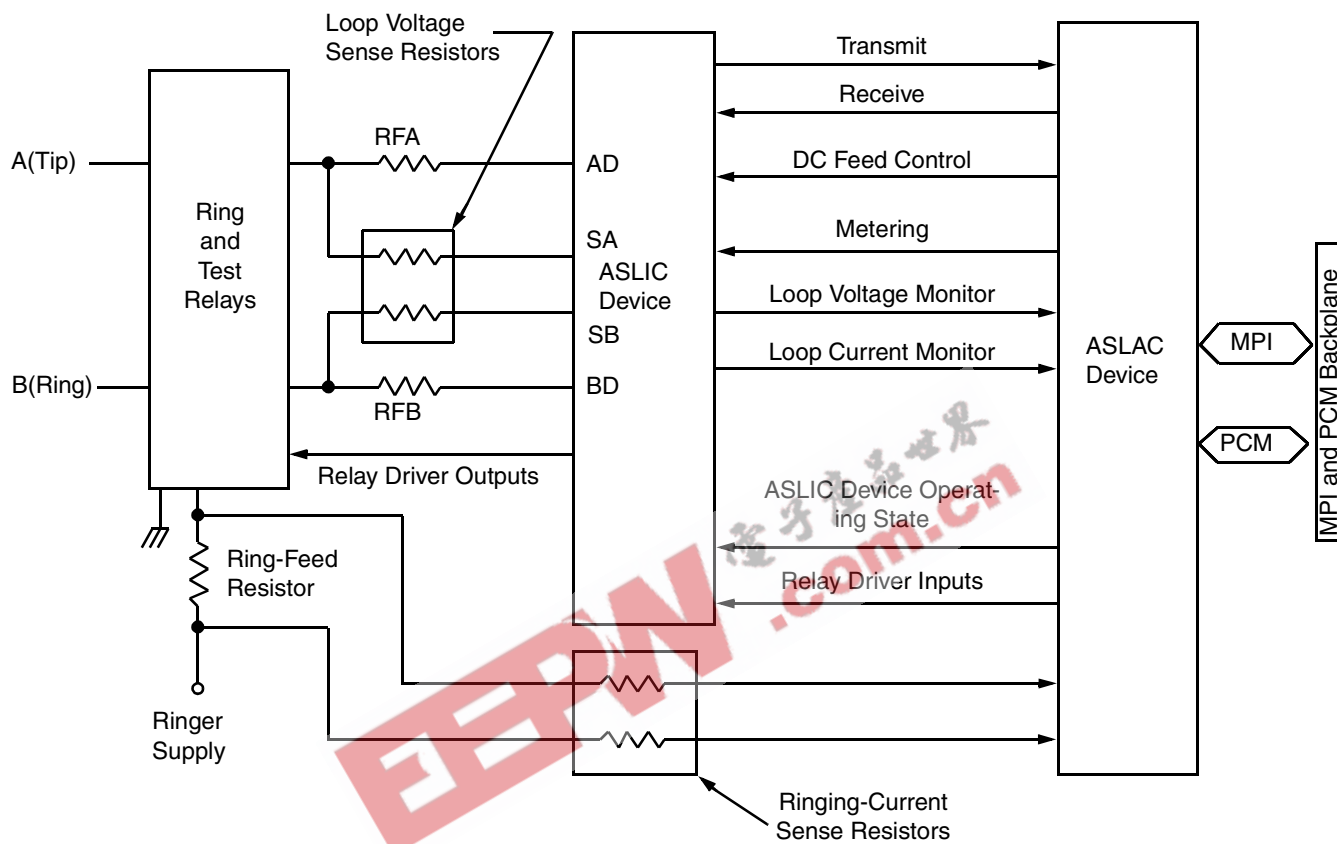 Loop Voltage
Sense Resistors
Transmit
Receive
RFA
A(Tip)
AD
DC Feed Control
Ring
and
Test
Relays
SA
ASLIC
Device
SB
Metering
Loop Voltage Monitor
Loop Current Monitor
ASLAC
Device
MPI
PCM
MPI and PCM Backplane
B(Ring)
RFB
BD
Relay Driver Outputs
ASLIC Device Operat-
ing State
Relay Driver Inputs
Ring-Feed
Resistor
Ringer
Supply
Ringing-Current
Sense Resistors
EEPW
.com.cn
電子產品世界